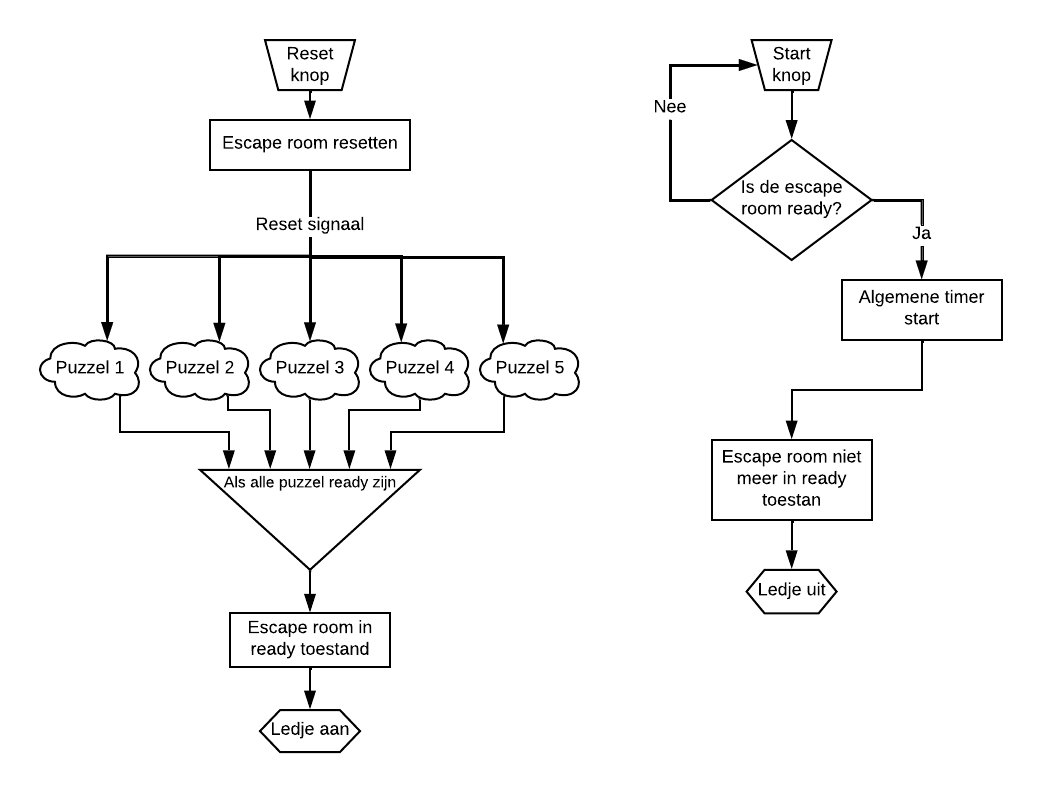 Reset
knop
Escape room resetten
Reset signaal
Puzzel 1
Puzzel 2
Puzzel 3
Puzzel 4
Puzzel 5
Als alle puzzel ready zijn
Escape room in
ready toestand
Ledje aan
Start
knop
Nee
Is de escape
room ready?
Ja
Algemene timer
start
Escape room niet
meer in ready
toestan
Ledje uit